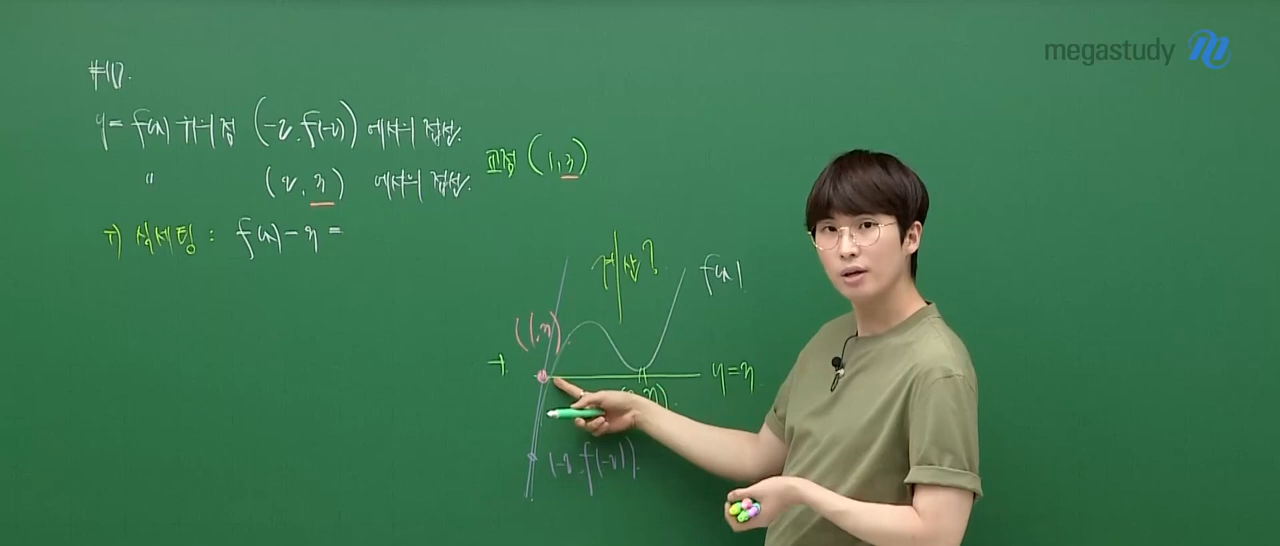 megastudy
#10.
y = f(x) 위의 점 (-2, f(-2)) 에서의 접선.
" (2, 3) 에서의 접선. 교점 (1, 3)
→ 식세팅 : f(x) - 3 =
계산?
f(x)
(1, 3)
→ y = 3
(-2, f(-2)).